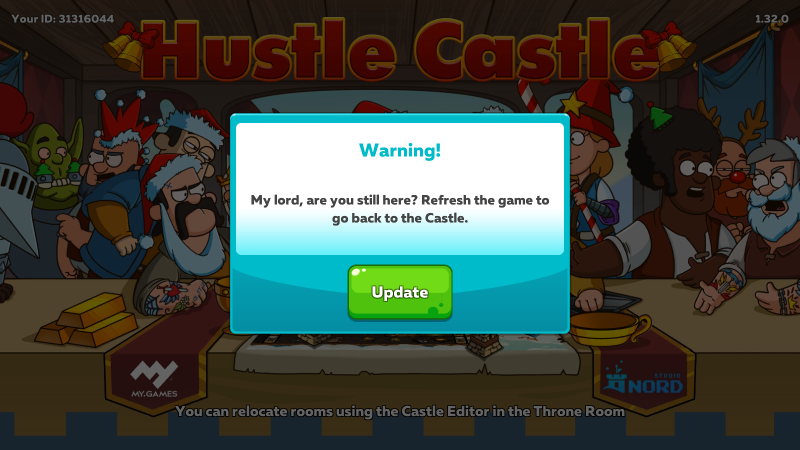 Your ID: 31316044
1.32.0
Hustle Castle
Warning!
My lord, are you still here? Refresh the game to
go back to the Castle.
Update
MY.GAMES
STUDIO
NORD
You can relocate rooms using the Castle Editor in the Throne Room